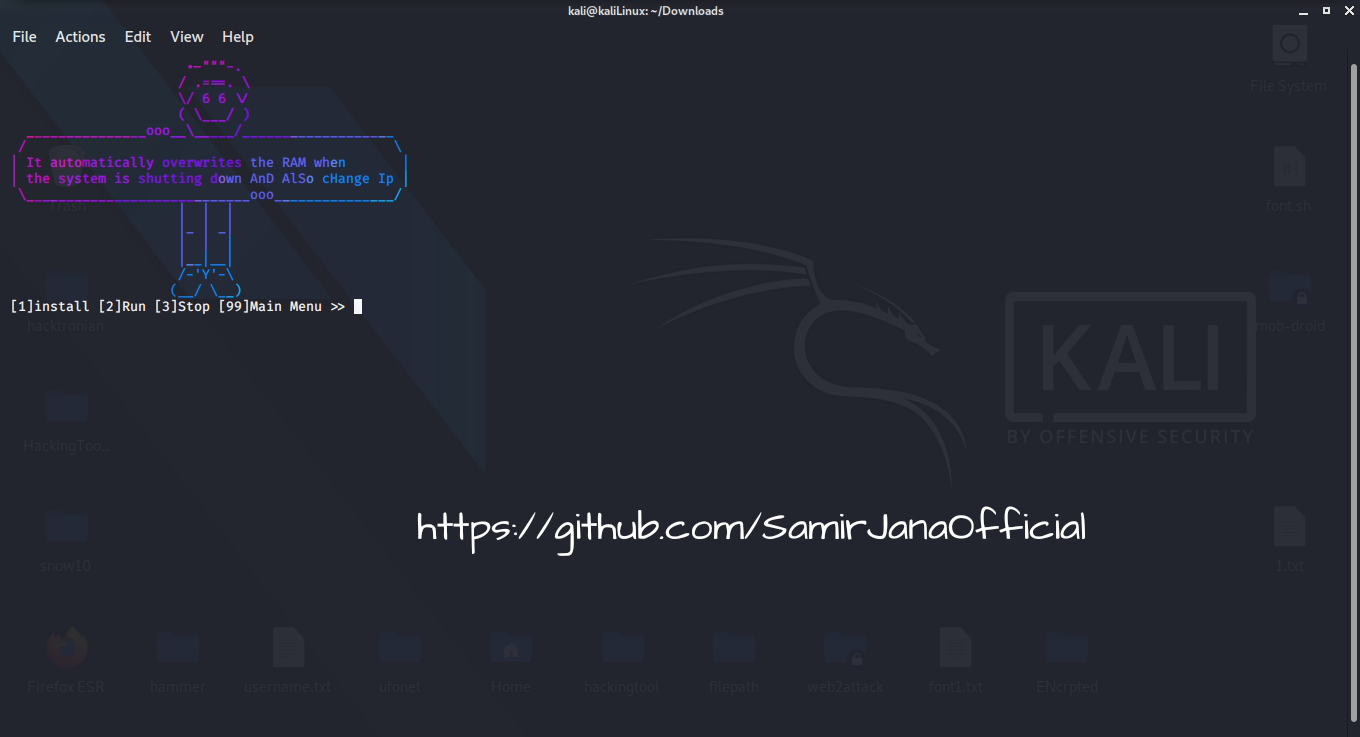 kali@kaliLinux: ~/Downloads
File Actions Edit View Help
It automatically overwrites the RAM when
the system is shutting down AnD AlSo cHange Ip
[1]install [2]Run [3]Stop [99]Main Menu >>
File System
Trash
font.sh
hacktronian
mob-droid
KALI
BY OFFENSIVE SECURITY
HackingToo...
https://github.com/SamirJanaOfficial
snow10
1.txt
Firefox ESR
hammer
username.txt
ufonet
Home
hackingtool
filepath
web2attack
font1.txt
ENcrpted